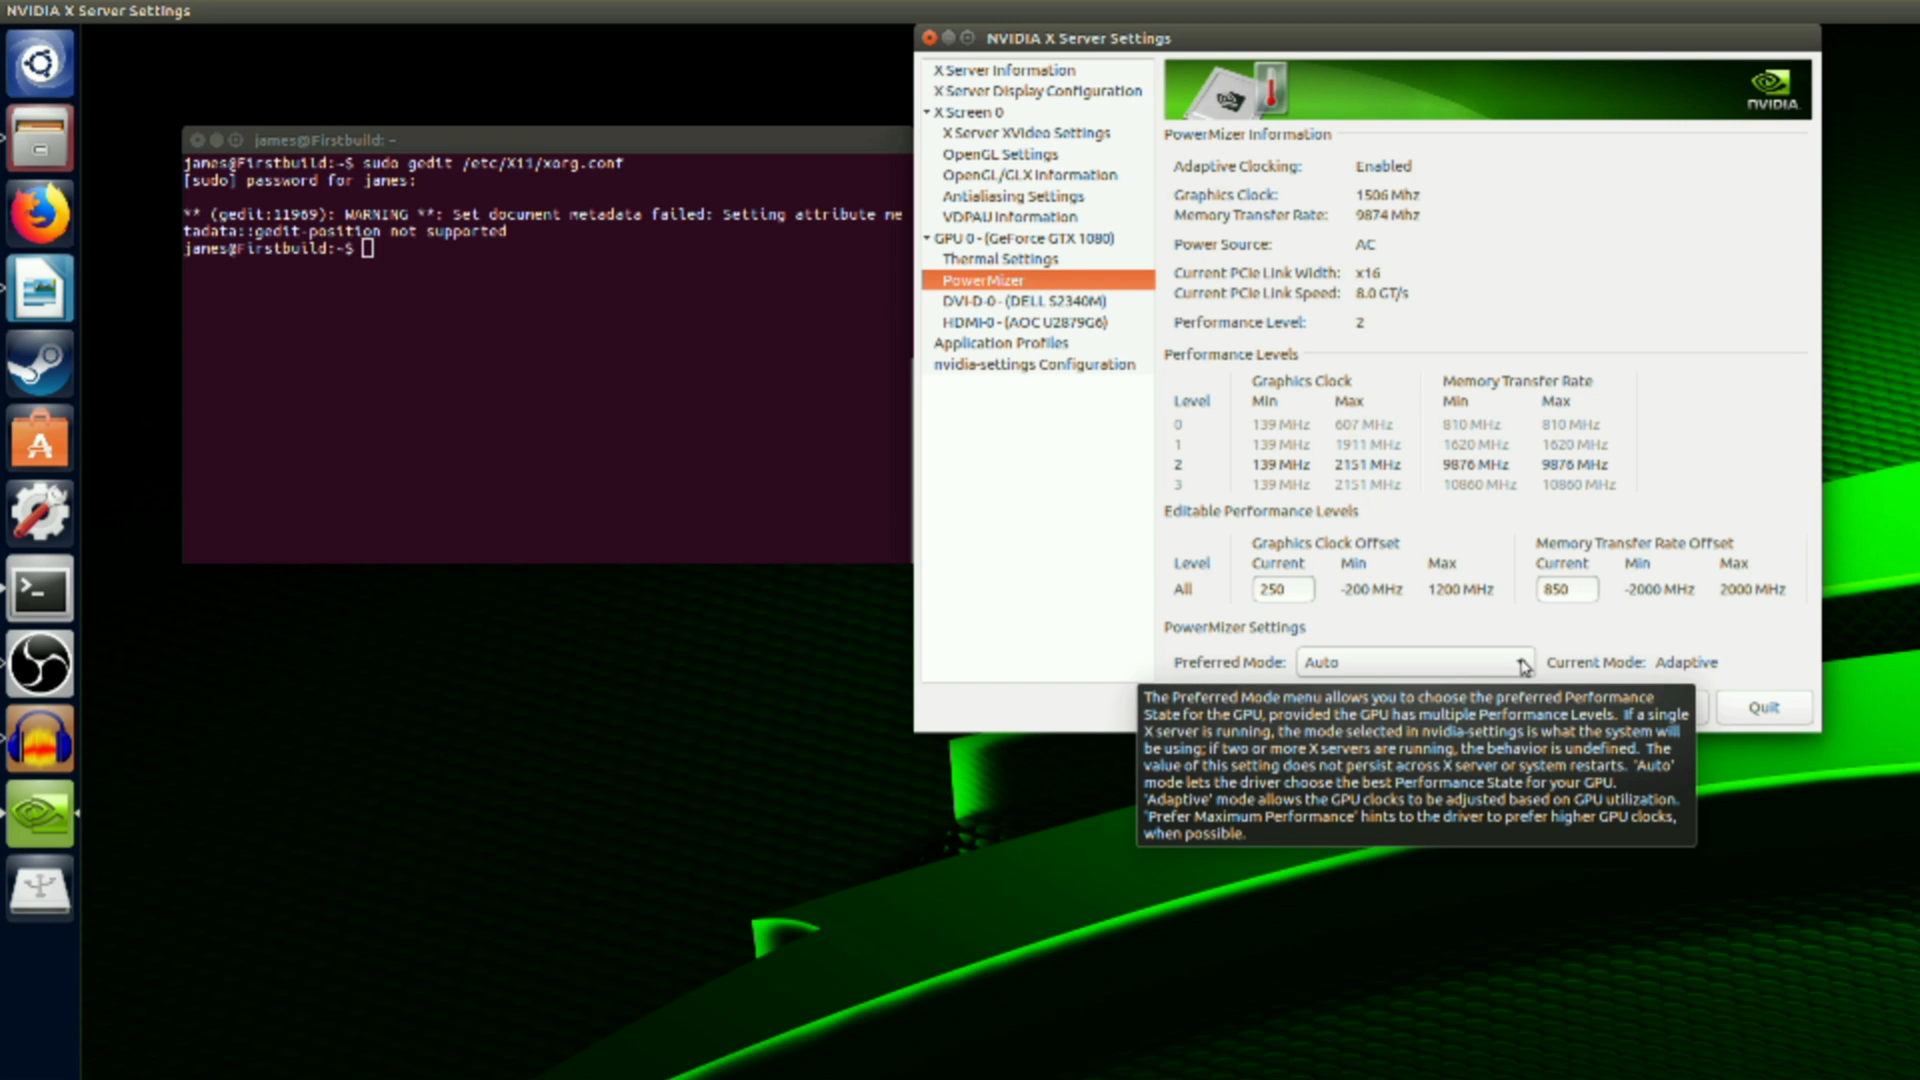 NVIDIA X Server Settings
james@Firstbuild: ~
james@Firstbuild:~$ sudo gedit /etc/X11/xorg.conf
[sudo] password for james:
** (gedit:11969): WARNING **: Set document metadata failed: Setting attribute me
tadata::gedit-position not supported
james@Firstbuild:~$
NVIDIA X Server Settings
X Server Information
X Server Display Configuration
X Screen 0
X Server XVideo Settings
OpenGL Settings
OpenGL/GLX Information
Antialiasing Settings
VDPAU Information
GPU 0 - (GeForce GTX 1080)
Thermal Settings
PowerMizer
DVI-D-0 - (DELL S2340M)
HDMI-0 - (AOC U2879G6)
Application Profiles
nvidia-settings Configuration
NVIDIA.
PowerMizer Information
Adaptive Clocking: Enabled
Graphics Clock: 1506 Mhz
Memory Transfer Rate: 9874 Mhz
Power Source: AC
Current PCIe Link Width: x16
Current PCIe Link Speed: 8.0 GT/s
Performance Level: 2
Performance Levels
Graphics Clock Memory Transfer Rate
Level Min Max Min Max
0 139 MHz 607 MHz 810 MHz 810 MHz
1 139 MHz 1911 MHz 1620 MHz 1620 MHz
2 139 MHz 2151 MHz 9876 MHz 9876 MHz
3 139 MHz 2151 MHz 10860 MHz 10860 MHz
Editable Performance Levels
Graphics Clock Offset Memory Transfer Rate Offset
Level Current Min Max Current Min Max
All 250 -200 MHz 1200 MHz 850 -2000 MHz 2000 MHz
PowerMizer Settings
Preferred Mode: Auto Current Mode: Adaptive
Quit
The Preferred Mode menu allows you to choose the preferred Performance
State for the GPU, provided the GPU has multiple Performance Levels. If a single
X server is running, the mode selected in nvidia-settings is what the system will
be using; if two or more X servers are running, the behavior is undefined. The
value of this setting does not persist across X server or system restarts. 'Auto'
mode lets the driver choose the best Performance State for your GPU.
'Adaptive' mode allows the GPU clocks to be adjusted based on GPU utilization.
'Prefer Maximum Performance' hints to the driver to prefer higher GPU clocks,
when possible.